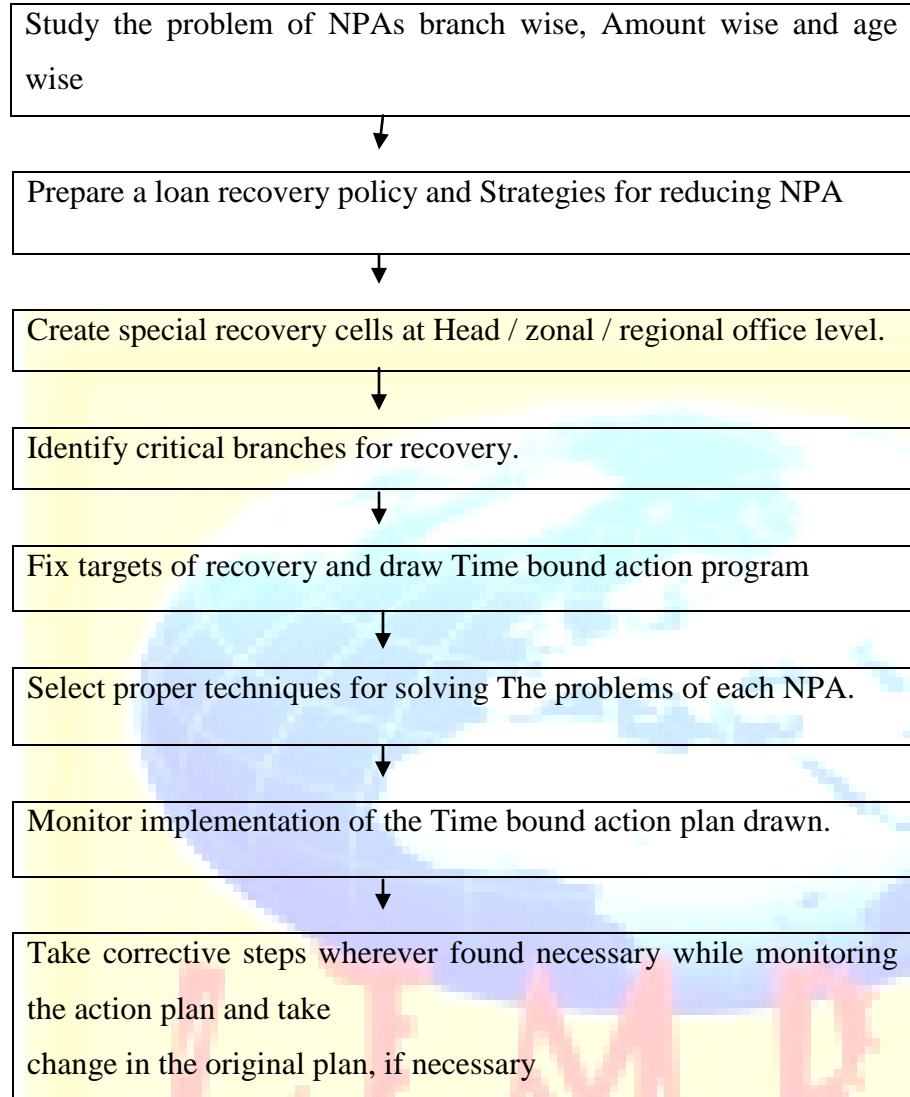 Study the problem of NPAs branch wise, Amount wise and age
wise
Prepare a loan recovery policy and Strategies for reducing NPA
Create special recovery cells at Head / zonal / regional office level.
Identify critical branches for recovery.
Fix targets of recovery and draw Time bound action program
Select proper techniques for solving The problems of each NPA.
Monitor implementation of the Time bound action plan drawn.
Take corrective steps wherever found necessary while monitoring
the action plan and take
change in the original plan, if necessary